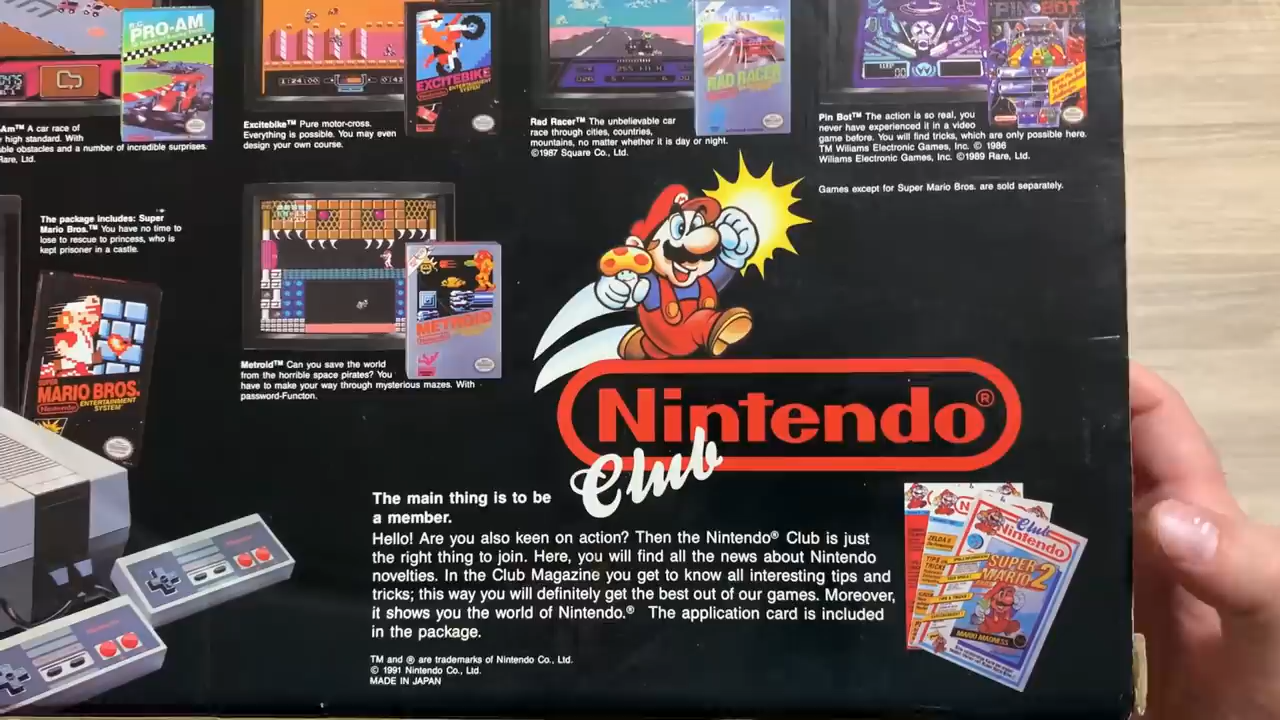 R.C.
PRO-AM
EXCITEBIKE
ENTERTAINMENT
SYSTEM
RAD RACER
PIN·BOT
-Am™ A car race of
high standard. With
ble obstacles and a number of incredible surprises.
Rare, Ltd.
Excitebike™ Pure motor-cross.
Everything is possible. You may even
design your own course.
Rad Racer™ The unbelievable car
race through cities, countries,
mountains, no matter whether it is day or night.
©1987 Square Co., Ltd.
Pin Bot™ The action is so real, you
never have experienced it in a video
game before. You will find tricks, which are only possible here.
TM Wiliams Electronic Games, Inc. © 1986
Wiliams Electronic Games, Inc. ©1989 Rare, Ltd.
Games except for Super Mario Bros. are sold separately.
The package includes: Super
Mario Bros.™ You have no time to
lose to rescue to princess, who is
kept prisoner in a castle.
SUPER
MARIO BROS.
Nintendo
ENTERTAINMENT
SYSTEM
METROID
Metroid™ Can you save the world
from the horrible space pirates? You
have to make your way through mysterious mazes. With
password-Functon.
Nintendo®
Club
The main thing is to be
a member.
Hello! Are you also keen on action? Then the Nintendo® Club is just
the right thing to join. Here, you will find all the news about Nintendo
novelties. In the Club Magazine you get to know all interesting tips and
tricks; this way you will definitely get the best out of our games. Moreover,
it shows you the world of Nintendo.® The application card is included
in the package.
TM and ® are trademarks of Nintendo Co., Ltd.
© 1991 Nintendo Co., Ltd.
MADE IN JAPAN
Club
Nintendo
SUPER
MARIO 2
MARIO MADNESS